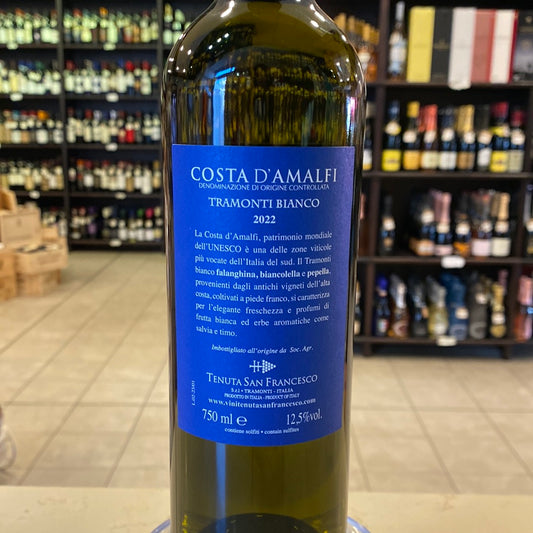 COSTA D'AMALFI
DENOMINAZIONE DI ORIGINE CONTROLLATA
TRAMONTI BIANCO
2022
La Costa d'Amalfi, patrimonio mondiale
dell'UNESCO è una delle zone viticole
più vocate dell'Italia del sud. Il Tramonti
bianco falanghina, biancolella e pepella,
provenienti dagli antichi vigneti dell'alta
costa, coltivati a piede franco, si caratterizza
per l'elegante freschezza e profumi di
frutta bianca ed erbe aromatiche come
salvia e timo.
Imbottigliato all'origine da Soc. Agr.
TENUTA SAN FRANCESCO
S.r.l • TRAMONTI - ITALIA
PRODOTTO IN ITALIA - PRODUCT OF ITALY
www.vinitenutasanfrancesco.com
750 ml e 12,5%vol.
contiene solfiti • contain sulfites